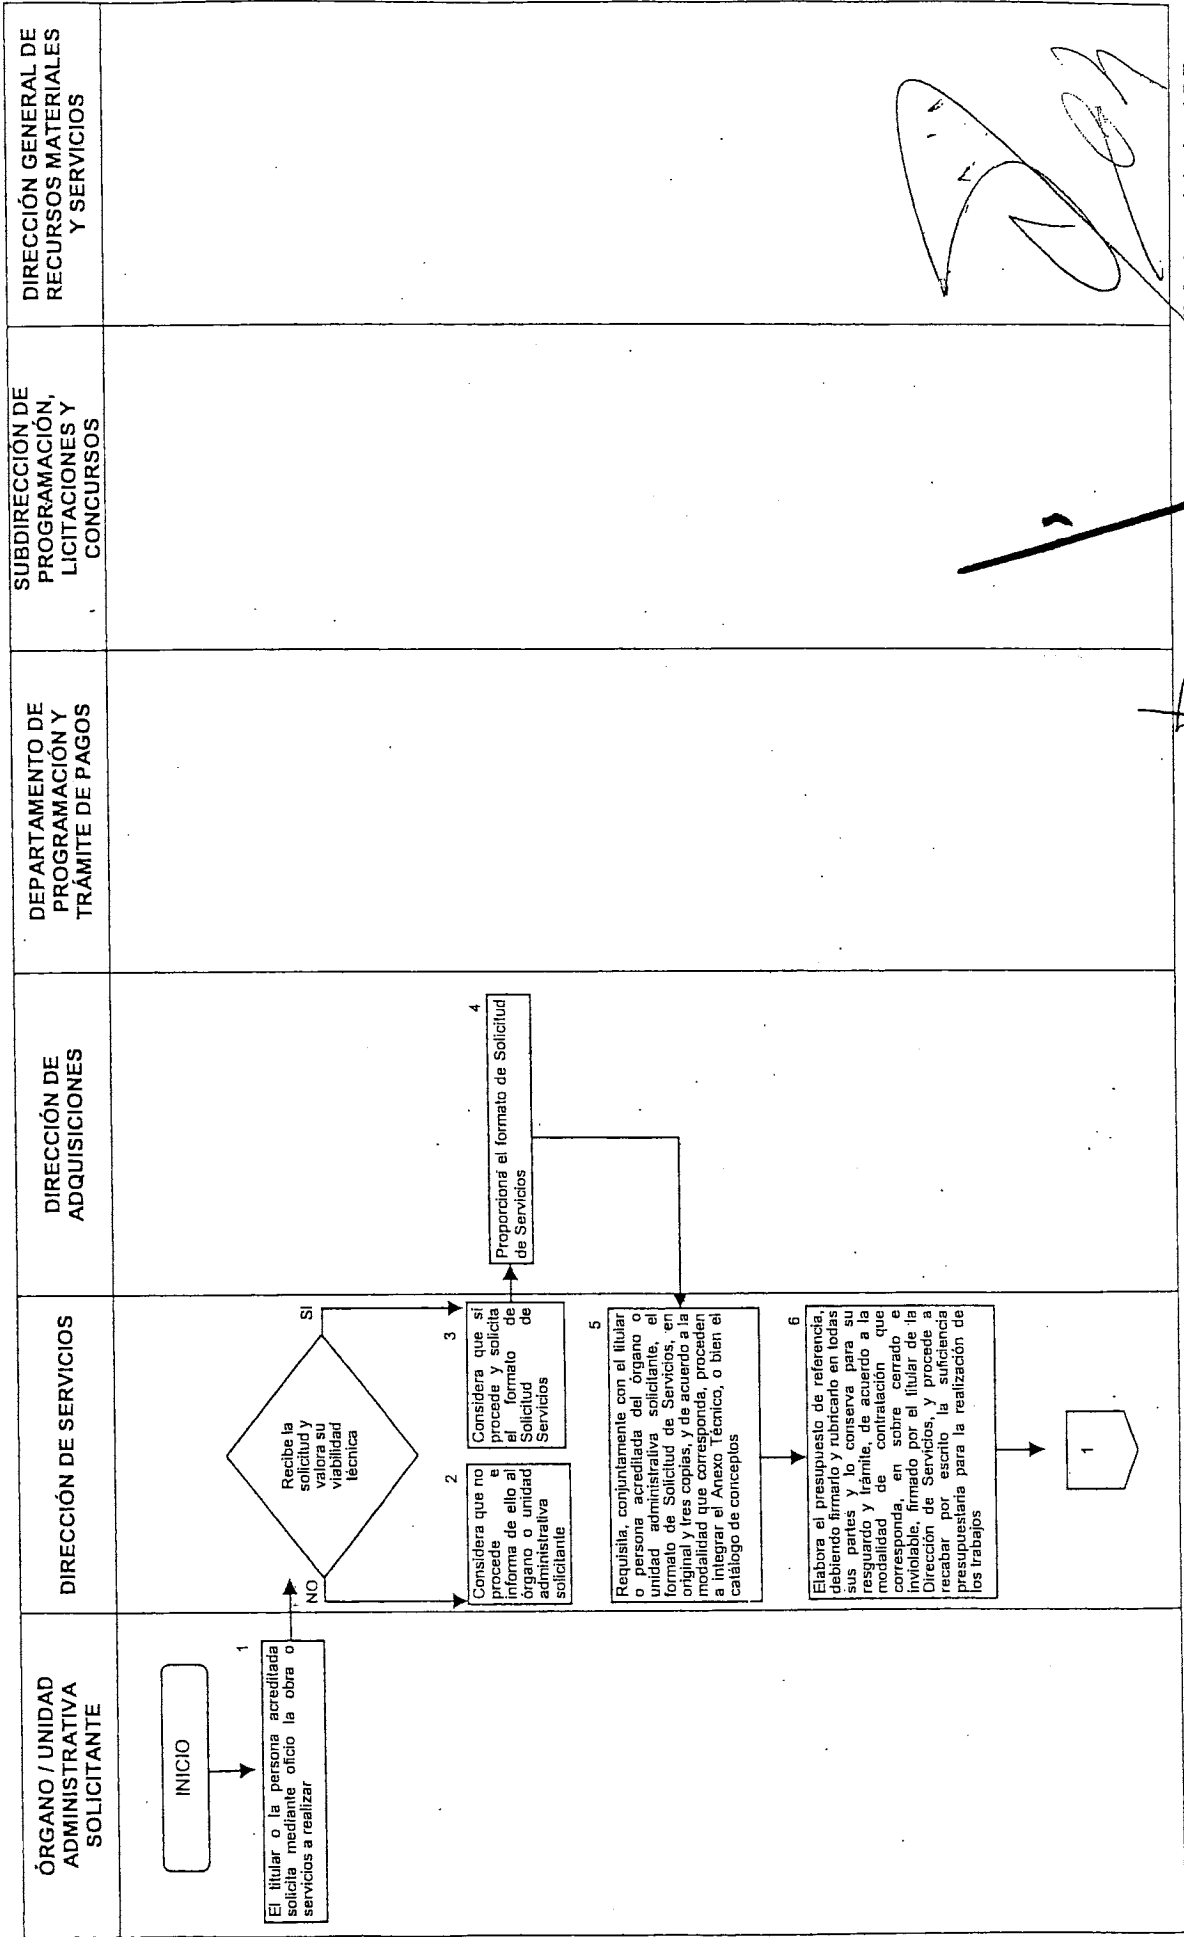 ÓRGANO / UNIDAD
ADMINISTRATIVA
SOLICITANTE
DIRECCIÓN DE SERVICIOS
DIRECCIÓN DE
ADQUISICIONES
DEPARTAMENTO DE
PROGRAMACIÓN Y
TRÁMITE DE PAGOS
SUBDIRECCIÓN DE
PROGRAMACIÓN,
LICITACIONES Y
CONCURSOS
DIRECCIÓN GENERAL DE
RECURSOS MATERIALES
Y SERVICIOS
INICIO
1
El titular o la persona acreditada
solicita mediante oficio la obra o
servicios a realizar
Recibe la
solicitud y
valora su
viabilidad
técnica
NO
SI
2
Considera que no
procede e
informa de ello al
órgano o unidad
administrativa
solicitante
3
Considera que si
procede y solicita
el formato de
Solicitud de
Servicios
4
Proporciona el formato de Solicitud
de Servicios
5
Requisita, conjuntamente con el titular
o persona acreditada del órgano o
unidad administrativa solicitante, el
formato de Solicitud de Servicios, en
original y tres copias, y de acuerdo a la
modalidad que corresponda, proceden
a integrar el Anexo Técnico, o bien el
catálogo de conceptos
6
Elabora el presupuesto de referencia,
debiendo firmarlo y rubricarlo en todas
sus partes y lo conserva para su
resguardo y trámite, de acuerdo a la
modalidad de contratación que
corresponda, en sobre cerrado e
inviolable, firmado por el titular de la
Dirección de Servicios, y procede a
recabar por escrito la suficiencia
presupuestaria para la realización de
los trabajos
1